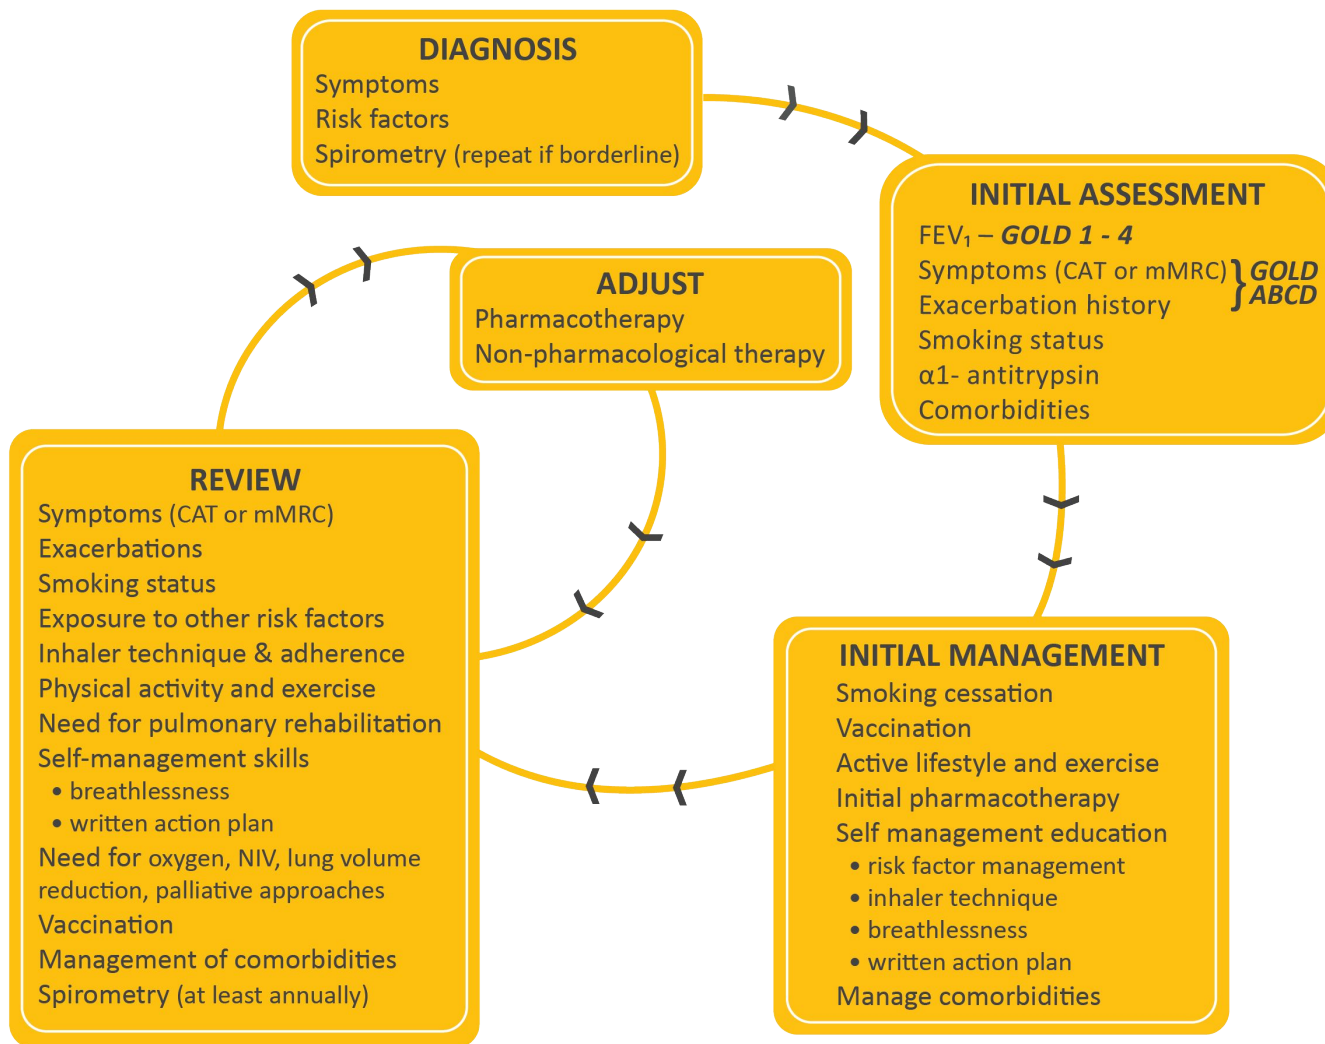 DIAGNOSIS
Symptoms
Risk factors
Spirometry (repeat if borderline)
INITIAL ASSESSMENT
FEV₁ – GOLD 1 - 4
Symptoms (CAT or mMRC)
Exacerbation history
} GOLD
ABCD
Smoking status
α1- antitrypsin
Comorbidities
INITIAL MANAGEMENT
Smoking cessation
Vaccination
Active lifestyle and exercise
Initial pharmacotherapy
Self management education
• risk factor management
• inhaler technique
• breathlessness
• written action plan
Manage comorbidities
REVIEW
Symptoms (CAT or mMRC)
Exacerbations
Smoking status
Exposure to other risk factors
Inhaler technique & adherence
Physical activity and exercise
Need for pulmonary rehabilitation
Self-management skills
• breathlessness
• written action plan
Need for oxygen, NIV, lung volume
reduction, palliative approaches
Vaccination
Management of comorbidities
Spirometry (at least annually)
ADJUST
Pharmacotherapy
Non-pharmacological therapy